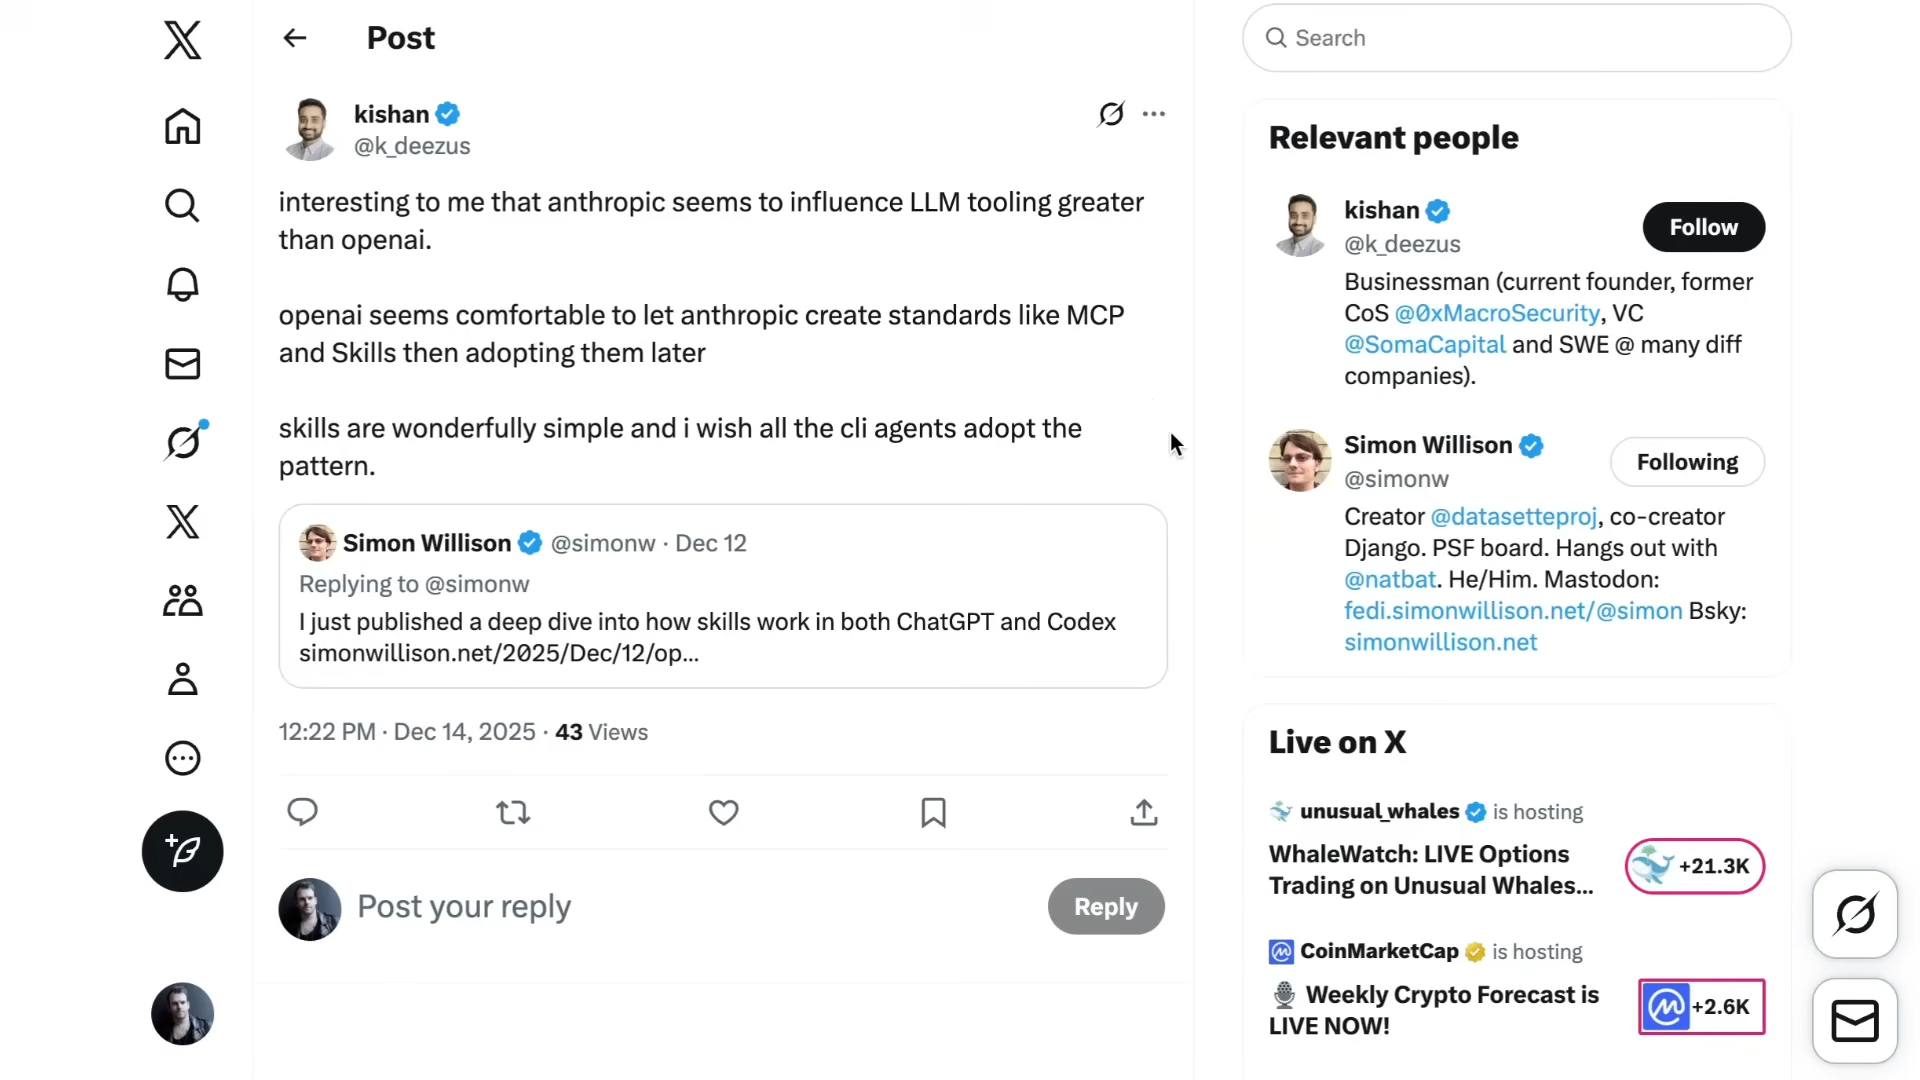 Post
kishan
@k_deezus
interesting to me that anthropic seems to influence LLM tooling greater
than openai.
openai seems comfortable to let anthropic create standards like MCP
and Skills then adopting them later
skills are wonderfully simple and i wish all the cli agents adopt the
pattern.
Simon Willison @simonw · Dec 12
Replying to @simonw
I just published a deep dive into how skills work in both ChatGPT and Codex
simonwillison.net/2025/Dec/12/op...
12:22 PM · Dec 14, 2025 · 43 Views
Post your reply
Reply
Search
Relevant people
kishan
@k_deezus
Follow
Businessman (current founder, former
CoS @0xMacroSecurity, VC
@SomaCapital and SWE @ many diff
companies).
Simon Willison
@simonw
Following
Creator @datasetteproj, co-creator
Django. PSF board. Hangs out with
@natbat. He/Him. Mastodon:
fedi.simonwillison.net/@simon Bsky:
simonwillison.net
Live on X
unusual_whales is hosting
WhaleWatch: LIVE Options
Trading on Unusual Whales...
+21.3K
CoinMarketCap is hosting
Weekly Crypto Forecast is
LIVE NOW!
+2.6K